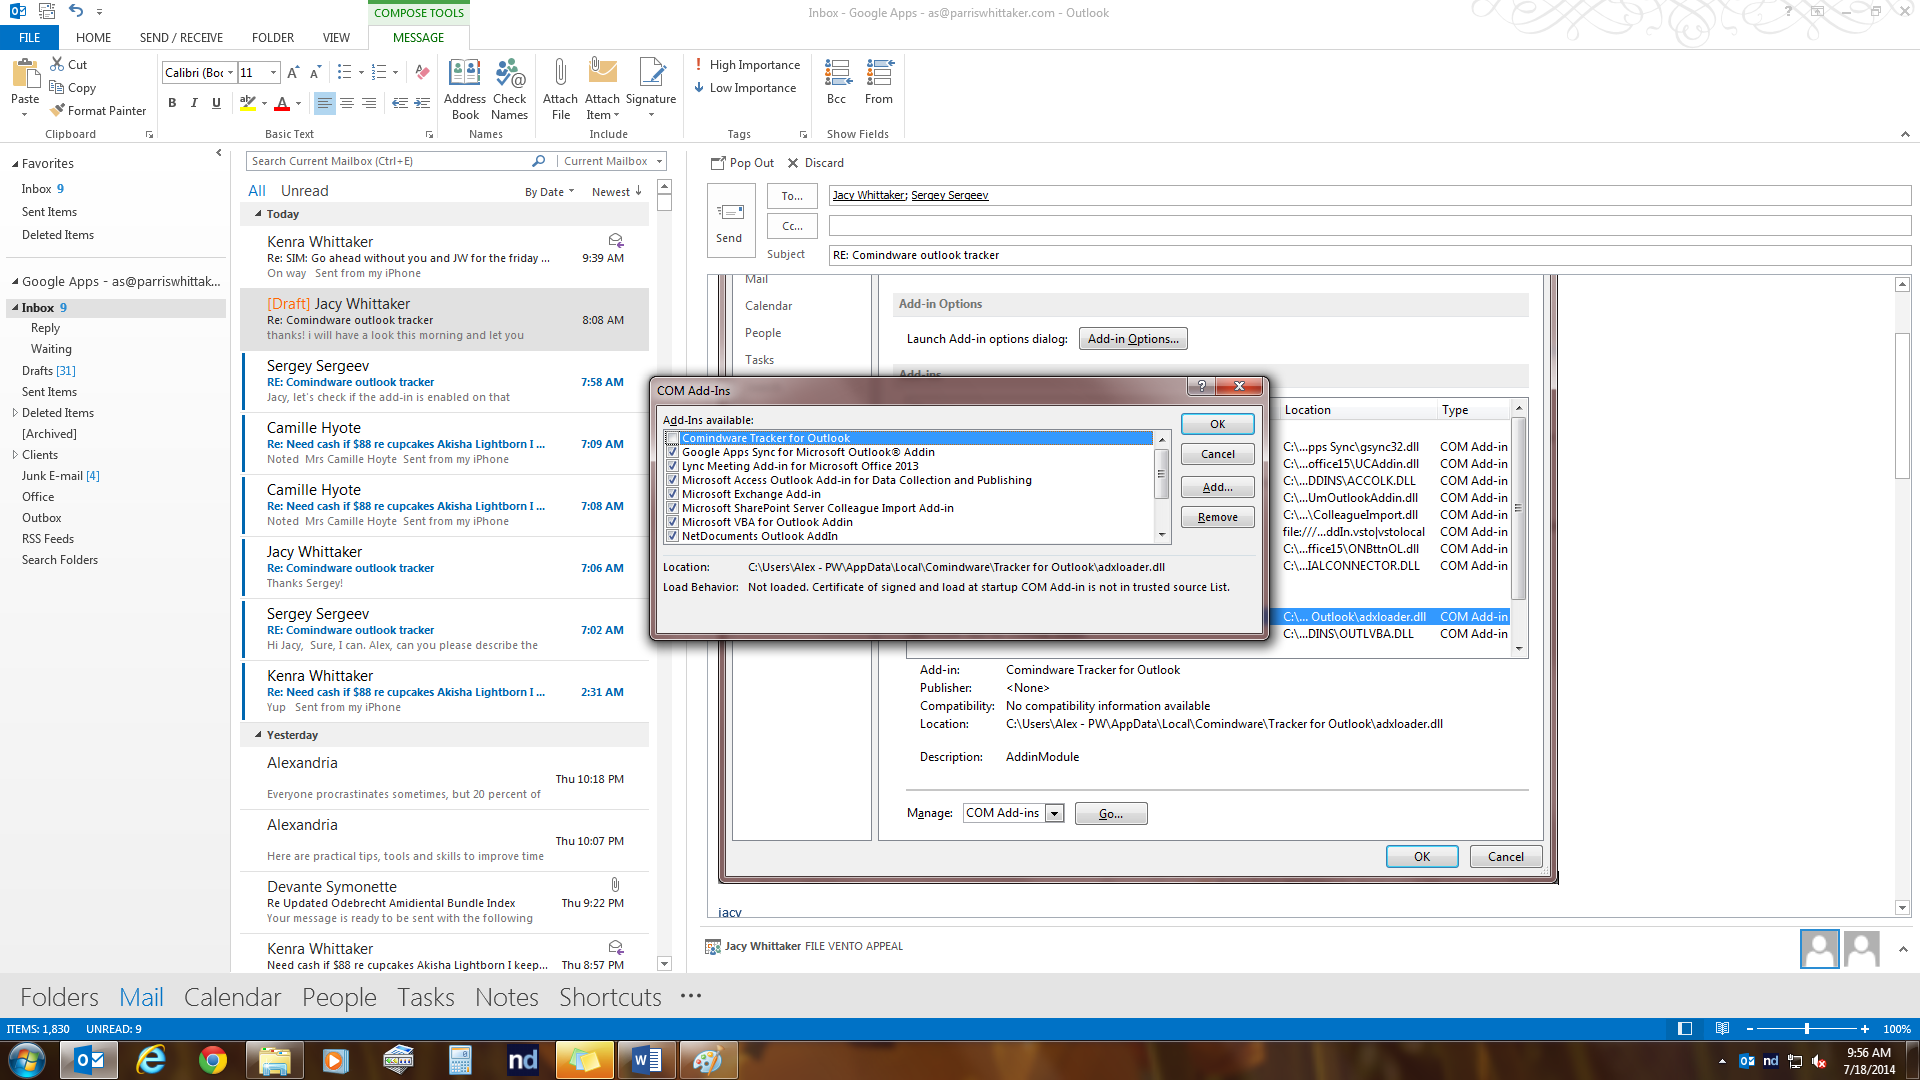 COMPOSE TOOLS
Inbox - Google Apps - as@parriswhittaker.com - Outlook
FILE HOME SEND / RECEIVE FOLDER VIEW MESSAGE
Paste
Cut
Copy
Format Painter
Clipboard
Calibri (Boc 11
B I U
Basic Text
Address Book
Check Names
Names
Attach File
Attach Item
Signature
Include
High Importance
Low Importance
Tags
Bcc
From
Show Fields
Favorites
Inbox 9
Sent Items
Deleted Items
Google Apps - as@parriswhittak...
Inbox 9
Reply
Waiting
Drafts [31]
Sent Items
Deleted Items
[Archived]
Clients
Junk E-mail [4]
Office
Outbox
RSS Feeds
Search Folders
Search Current Mailbox (Ctrl+E) Current Mailbox
All Unread By Date Newest
Today
Kenra Whittaker
Re: SIM: Go ahead without you and JW for the friday ... 9:39 AM
On way Sent from my iPhone
[Draft] Jacy Whittaker
Re: Comindware outlook tracker 8:08 AM
thanks! i will have a look this morning and let you
Sergey Sergeev
RE: Comindware outlook tracker 7:58 AM
Jacy, let's check if the add-in is enabled on that
Camille Hyote
Re: Need cash if $88 re cupcakes Akisha Lightborn I ... 7:09 AM
Noted Mrs Camille Hoyte Sent from my iPhone
Camille Hyote
Re: Need cash if $88 re cupcakes Akisha Lightborn I ... 7:08 AM
Noted Mrs Camille Hoyte Sent from my iPhone
Jacy Whittaker
Re: Comindware outlook tracker 7:06 AM
Thanks Sergey!
Sergey Sergeev
RE: Comindware outlook tracker 7:02 AM
Hi Jacy, Sure, I can. Alex, can you please describe the
Kenra Whittaker
Re: Need cash if $88 re cupcakes Akisha Lightborn I ... 2:31 AM
Yup Sent from my iPhone
Yesterday
Alexandria
Thu 10:18 PM
Everyone procrastinates sometimes, but 20 percent of
Alexandria
Thu 10:07 PM
Here are practical tips, tools and skills to improve time
Devante Symonette
Re Updated Odebrecht Amidiental Bundle Index Thu 9:22 PM
Your message is ready to be sent with the following
Kenra Whittaker
Need cash if $88 re cupcakes Akisha Lightborn I keep... Thu 8:57 PM
Pop Out Discard
Send
To... Jacy Whittaker; Sergey Sergeev
Cc...
Subject RE: Comindware outlook tracker
Mail
Calendar
People
Tasks
Add-in Options
Launch Add-in options dialog: Add-in Options...
Add-ins
COM Add-Ins
Add-Ins available:
Comindware Tracker for Outlook
Google Apps Sync for Microsoft Outlook® Addin
Lync Meeting Add-in for Microsoft Office 2013
Microsoft Access Outlook Add-in for Data Collection and Publishing
Microsoft Exchange Add-in
Microsoft SharePoint Server Colleague Import Add-in
Microsoft VBA for Outlook Addin
NetDocuments Outlook AddIn
OK
Cancel
Add...
Remove
Location: C:\Users\Alex - PW\AppData\Local\Comindware\Tracker for Outlook\adxloader.dll
Load Behavior: Not loaded. Certificate of signed and load at startup COM Add-in is not in trusted source List.
Location Type
C:\...pps Sync\gsync32.dll COM Add-in
C:\...office15\UCAddin.dll COM Add-in
C:\...DDINS\ACCOLK.DLL COM Add-in
C:\...UmOutlookAddin.dll COM Add-in
C:\...\ColleagueImport.dll COM Add-in
file:///...ddIn.vsto|vstolocal COM Add-in
C:\...ffice15\ONBttnOL.dll COM Add-in
C:\...IALCONNECTOR.DLL COM Add-in
C:\... Outlook\adxloader.dll COM Add-in
C:\...DINS\OUTLVBA.DLL COM Add-in
Add-in: Comindware Tracker for Outlook
Publisher: <None>
Compatibility: No compatibility information available
Location: C:\Users\Alex - PW\AppData\Local\Comindware\Tracker for Outlook\adxloader.dll
Description: AddinModule
Manage: COM Add-ins Go...
OK Cancel
jacy
Jacy Whittaker FILE VENTO APPEAL
Folders Mail Calendar People Tasks Notes Shortcuts
ITEMS: 1,830 UNREAD: 9
100%
nd
nd
9:56 AM
7/18/2014